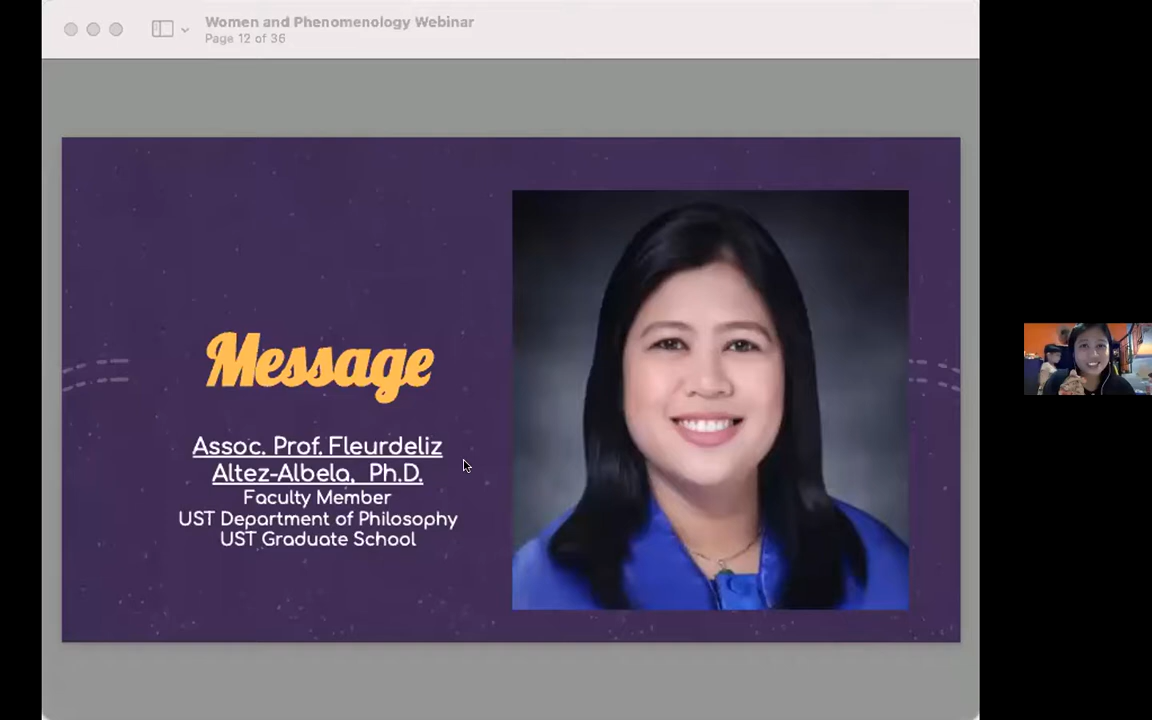 Women and Phenomenology Webinar
Page 12 of 36
Message
Assoc. Prof. Fleurdeliz
Altez-Albela, Ph.D.
Faculty Member
UST Department of Philosophy
UST Graduate School